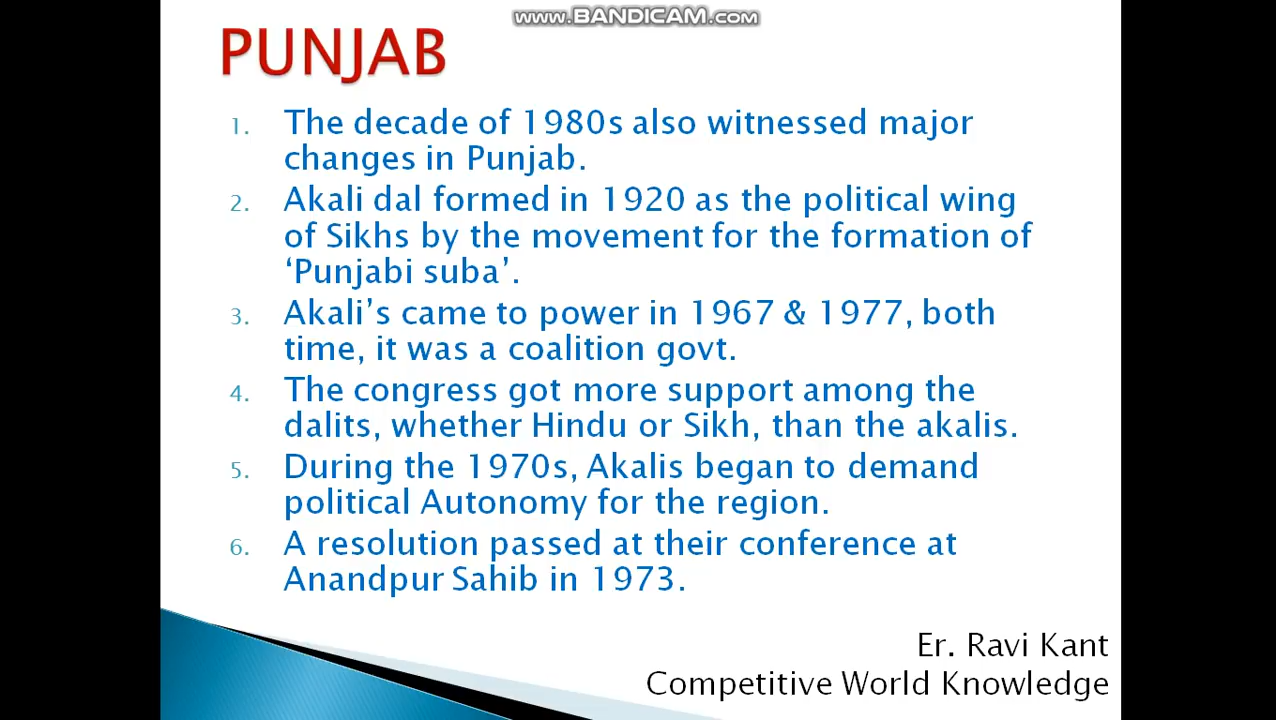 www.BANDICAM.com
PUNJAB
1. The decade of 1980s also witnessed major
changes in Punjab.
2. Akali dal formed in 1920 as the political wing
of Sikhs by the movement for the formation of
‘Punjabi suba’.
3. Akali’s came to power in 1967 & 1977, both
time, it was a coalition govt.
4. The congress got more support among the
dalits, whether Hindu or Sikh, than the akalis.
5. During the 1970s, Akalis began to demand
political Autonomy for the region.
6. A resolution passed at their conference at
Anandpur Sahib in 1973.
Er. Ravi Kant
Competitive World Knowledge